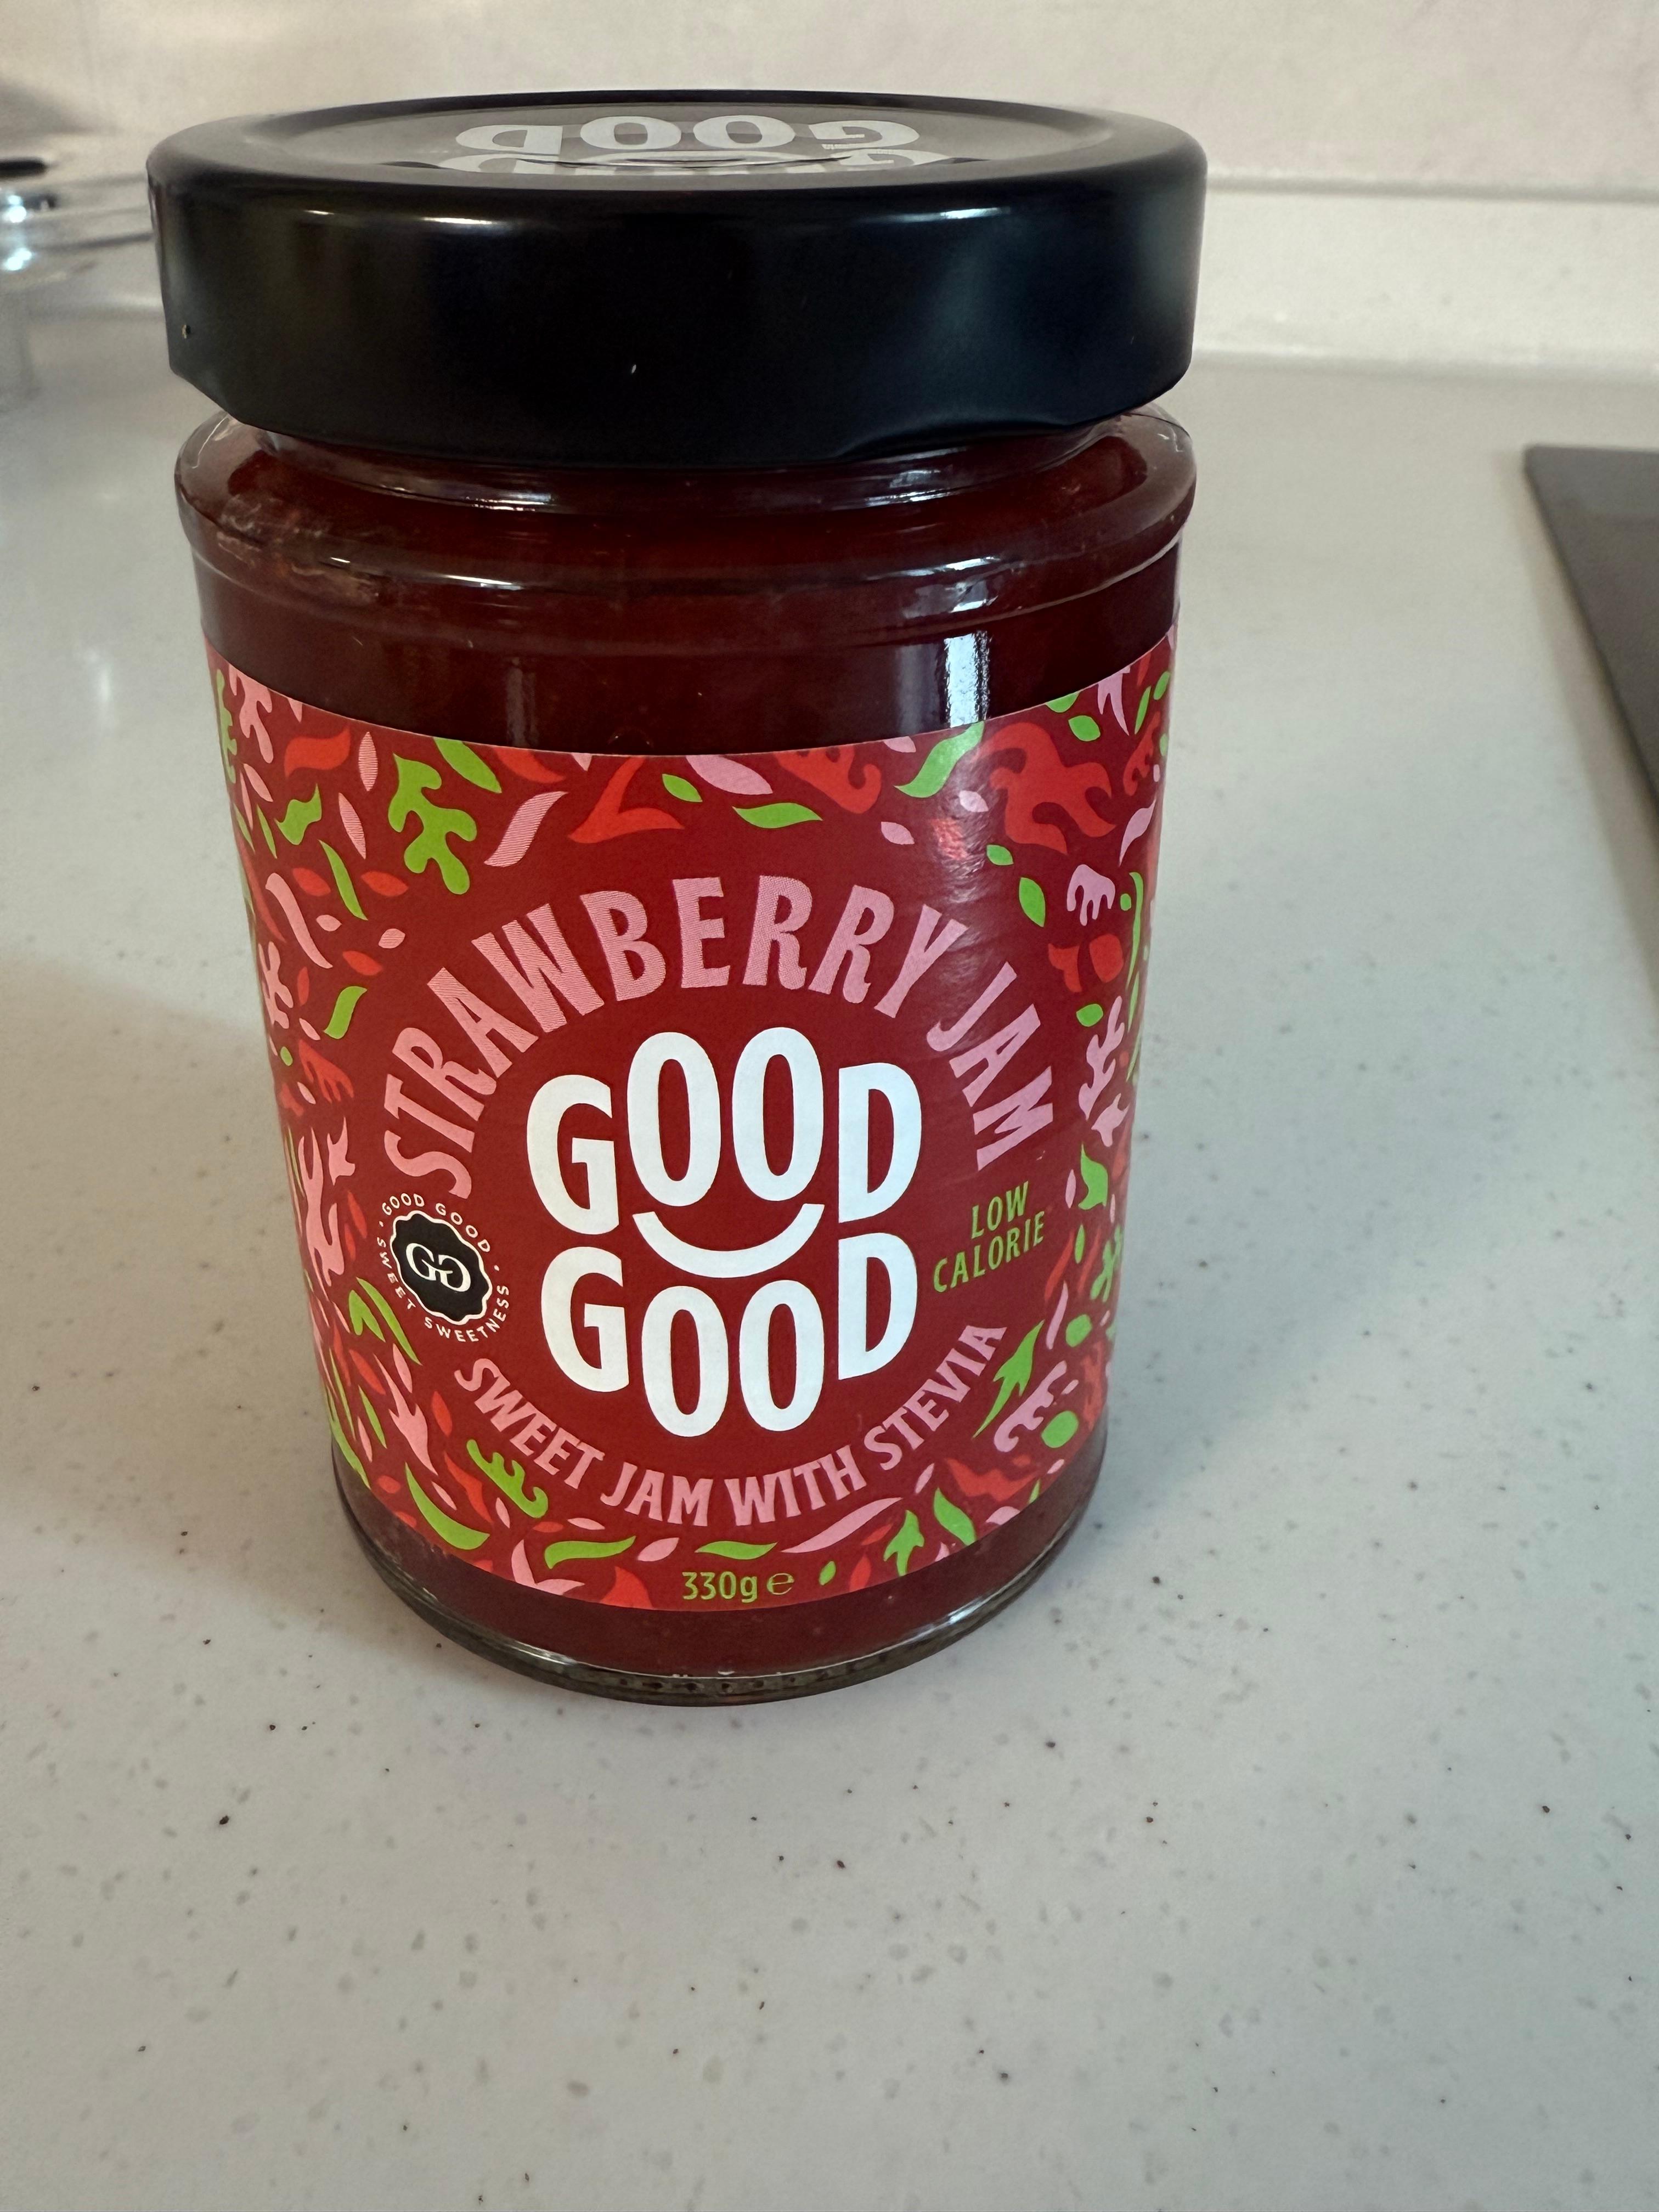 GOOD
GOOD
STRAWBERRY JAM
GOOD
GOOD
LOW
CALORIE
GOOD GOOD
GG
SWEET SWEETNESS
SWEET JAM WITH STEVIA
330g ℮